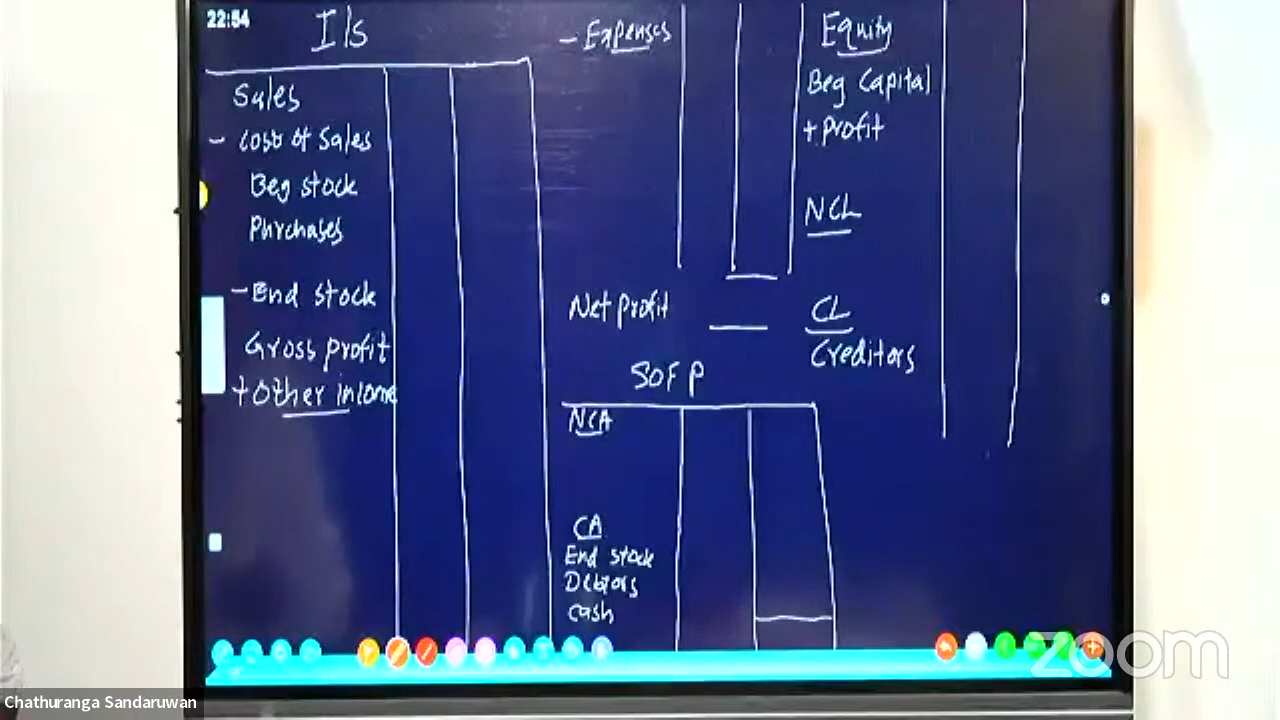 22:54
I/s
Sales
- Cost of Sales
Beg stock
Phrchases
- End stock
Gross profit
+ Other income
- Expenses
Net profit
SOFP
NCA
CA
End stock
Debtors
Cash
Equity
Beg Capital
+ Profit
NCL
CL
Creditors
zoom
Chathuranga Sandaruwan